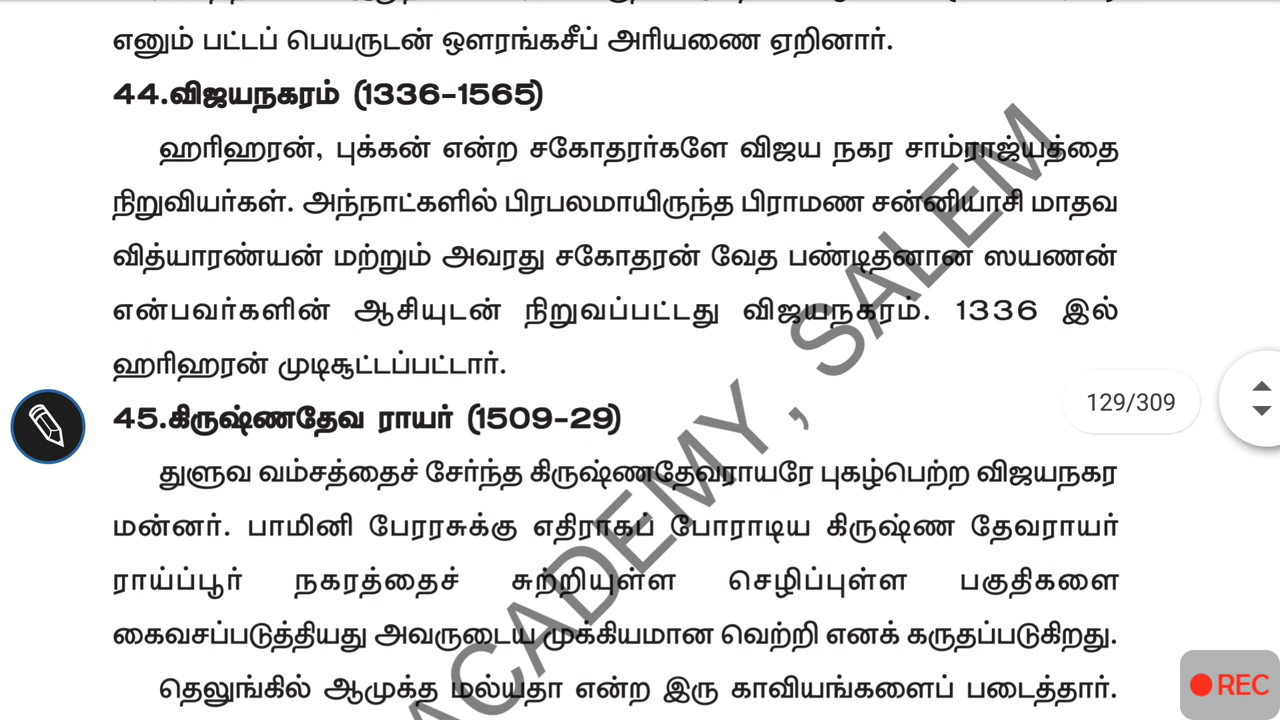 எனும் பட்டப் பெயருடன் ஔரங்கசீப் அரியணை ஏறினார்.
44.விஜயநகரம் (1336-1565)
ஹரிஹரன், புக்கன் என்ற சகோதரர்களே விஜய நகர சாம்ராஜ்யத்தை
நிறுவியர்கள். அந்நாட்களில் பிரபலமாயிருந்த பிராமண சன்னியாசி மாதவ
வித்யாரண்யன் மற்றும் அவரது சகோதரன் வேத பண்டிதனான ஸயணன்
என்பவர்களின் ஆசியுடன் நிறுவப்பட்டது விஜயநகரம். 1336 இல்
ஹரிஹரன் முடிசூட்டப்பட்டார்.
129/309
45.கிருஷ்ணதேவ ராயர் (1509-29)
துளுவ வம்சத்தைச் சேர்ந்த கிருஷ்ணதேவராயரே புகழ்பெற்ற விஜயநகர
மன்னர். பாமினி பேரரசுக்கு எதிராகப் போராடிய கிருஷ்ண தேவராயர்
ராய்ப்பூர் நகரத்தைச் சுற்றியுள்ள செழிப்புள்ள பகுதிகளை
கைவசப்படுத்தியது அவருடைய முக்கியமான வெற்றி எனக் கருதப்படுகிறது.
தெலுங்கில் ஆமுக்த மல்யதா என்ற இரு காவியங்களைப் படைத்தார்.
ACADEMY, SALEM
REC